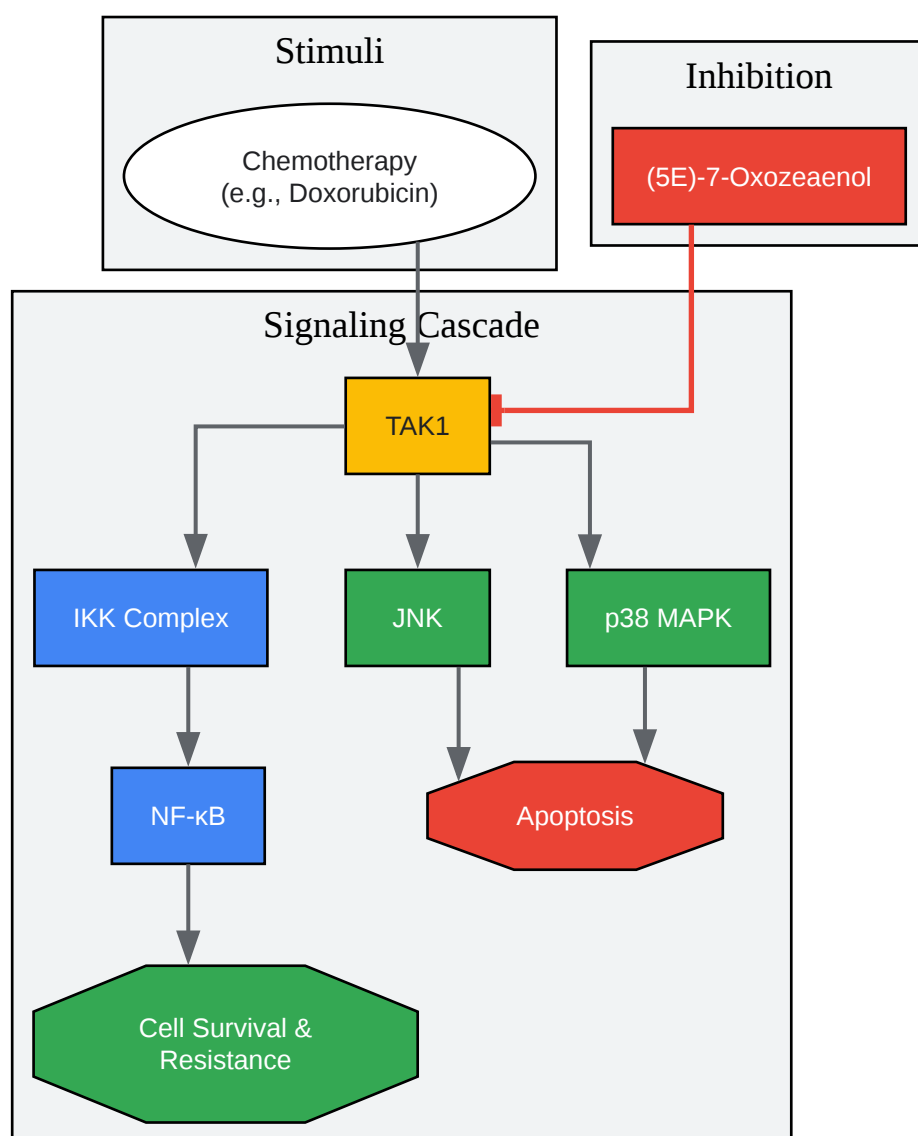 Stimuli
Chemotherapy
(e.g., Doxorubicin)
Inhibition
(5E)-7-Oxozeaenol
Signaling Cascade
TAK1
IKK Complex
JNK
p38 MAPK
NF-κB
Apoptosis
Cell Survival &
Resistance